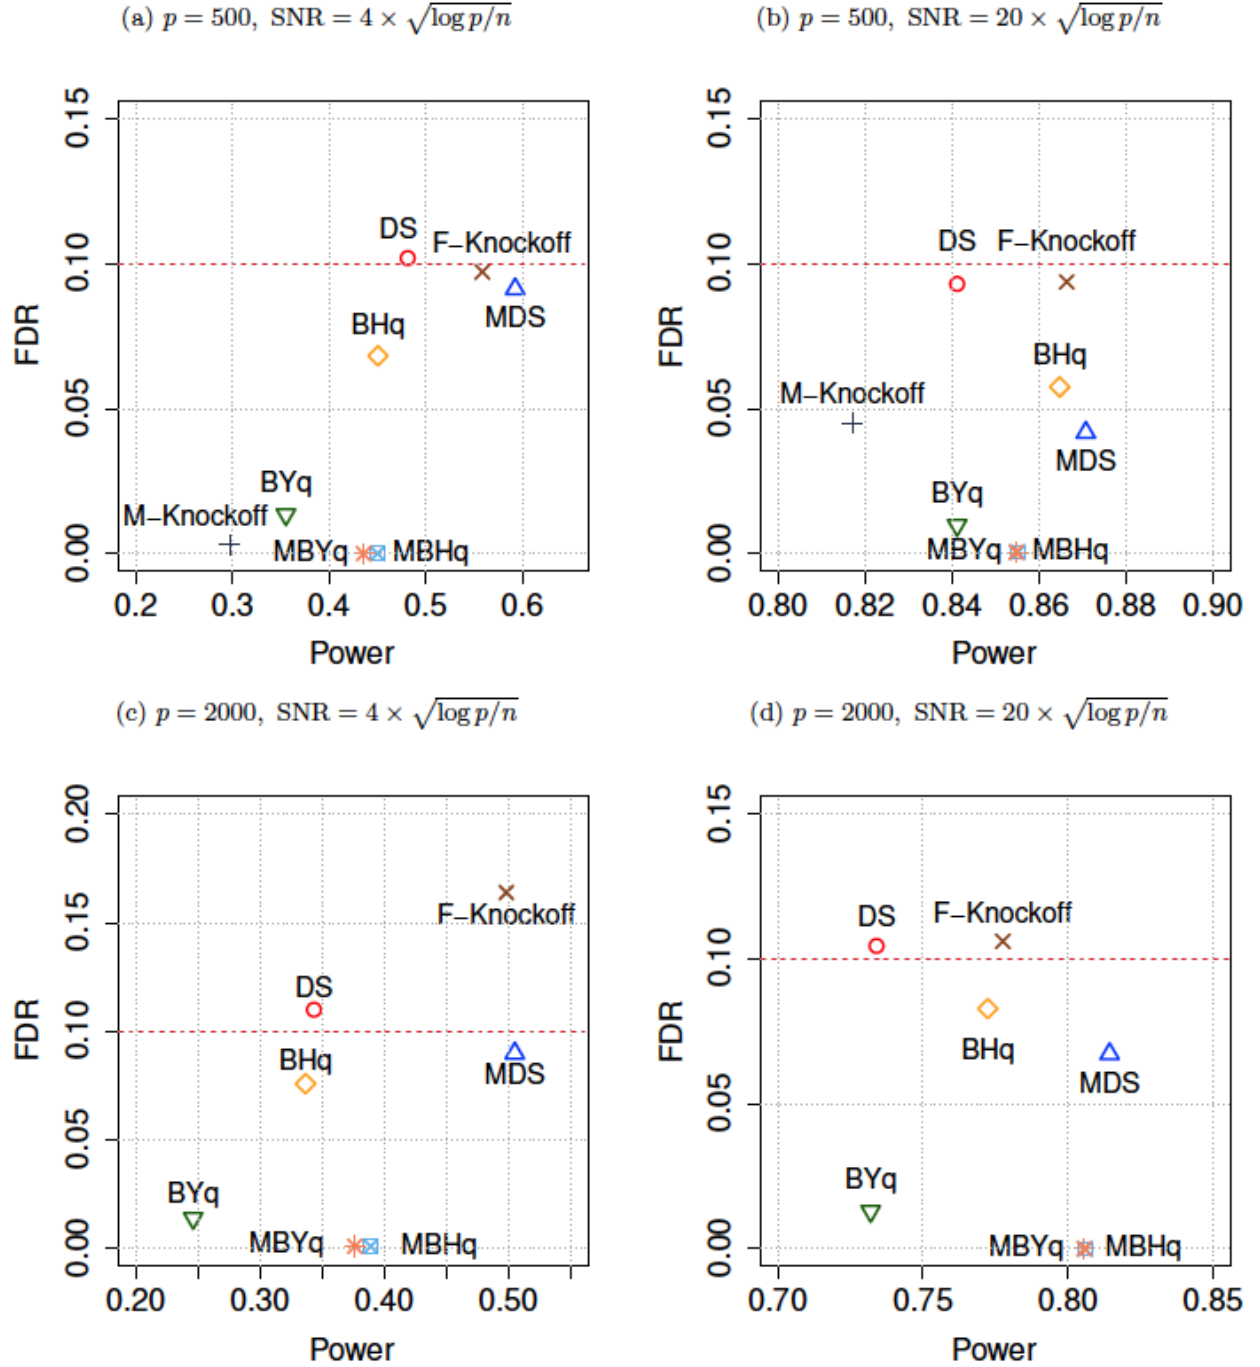 (a) p = 500, SNR = 4 × √log p/n
0.15
0.10
0.05
0.00
FDR
DS
F–Knockoff
MDS
BHq
BYq
M–Knockoff
MBYq
MBHq
0.2 0.3 0.4 0.5 0.6
Power
(b) p = 500, SNR = 20 × √log p/n
0.15
0.10
0.05
0.00
FDR
DS F–Knockoff
BHq
M–Knockoff
MDS
BYq
MBYq
MBHq
0.80 0.82 0.84 0.86 0.88 0.90
Power
(c) p = 2000, SNR = 4 × √log p/n
0.20
0.15
0.10
0.05
0.00
FDR
F–Knockoff
DS
BHq
MDS
BYq
MBYq
MBHq
0.20 0.30 0.40 0.50
Power
(d) p = 2000, SNR = 20 × √log p/n
0.15
0.10
0.05
0.00
FDR
DS
F–Knockoff
BHq
MDS
BYq
MBYq
MBHq
0.70 0.75 0.80 0.85
Power